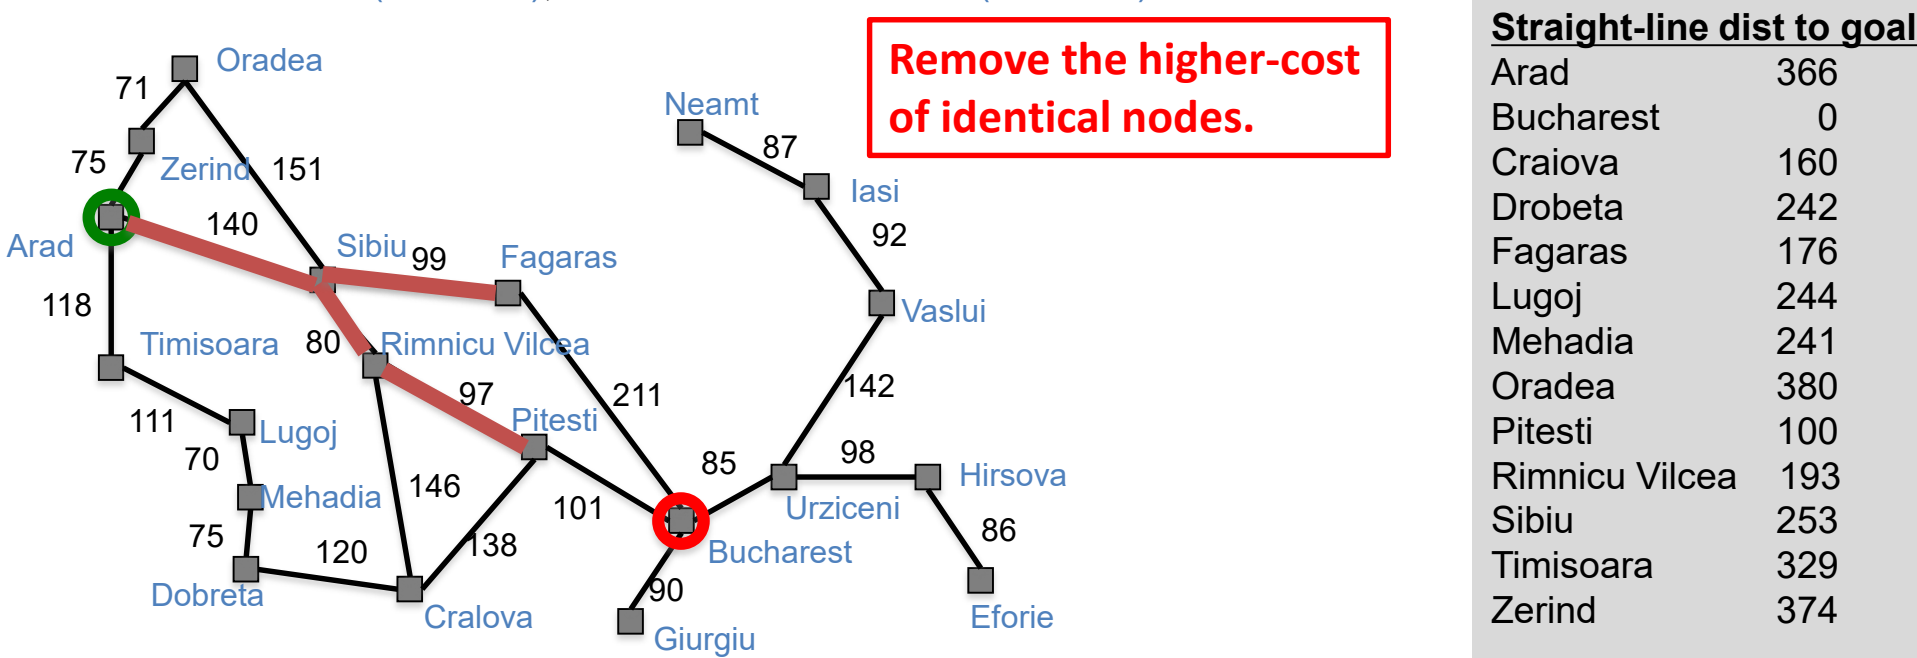 Oradea
71
Zerind
75
151
140
Arad
Sibiu
99
Fagaras
118
Timisoara
80
Rimnicu Vilcea
97
211
Pitesti
111
Lugoj
70
Mehadia
146
101
75
120
138
Dobreta
Cralova
Bucharest
90
Giurgiu
85
98
Hirsova
Urziceni
86
Eforie
142
Vaslui
92
Iasi
87
Neamt
Remove the higher-cost
of identical nodes.
Straight-line dist to goal
Arad 366
Bucharest 0
Craiova 160
Drobeta 242
Fagaras 176
Lugoj 244
Mehadia 241
Oradea 380
Pitesti 100
Rimnicu Vilcea 193
Sibiu 253
Timisoara 329
Zerind 374